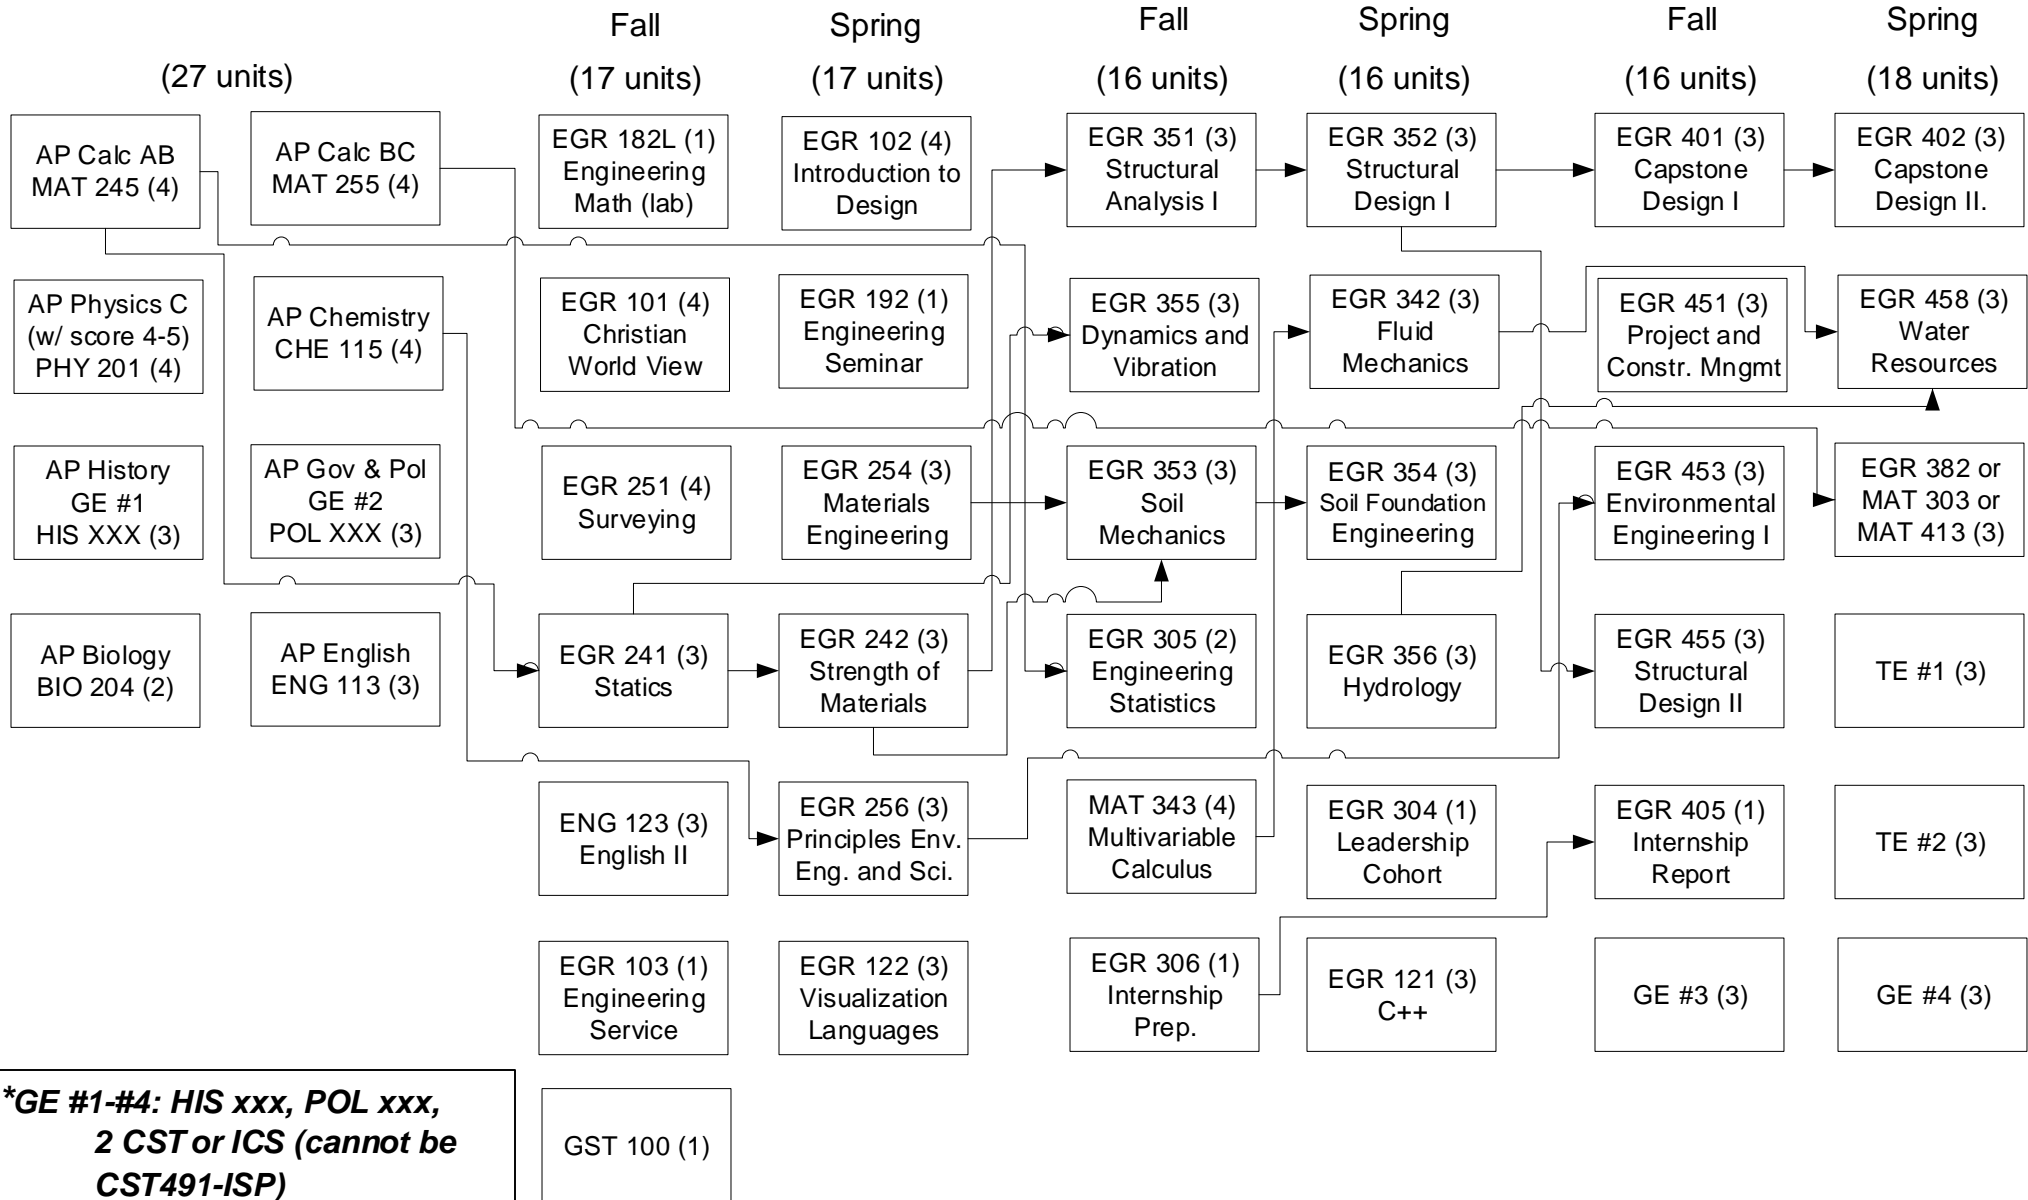 Fall
Spring
Fall
Spring
Fall
Spring
(27 units)
(17 units)
(17 units)
(16 units)
(16 units)
(16 units)
(18 units)
AP Calc AB
MAT 245 (4)
AP Calc BC
MAT 255 (4)
EGR 182L (1)
Engineering
Math (lab)
EGR 102 (4)
Introduction to
Design
EGR 351 (3)
Structural
Analysis I
EGR 352 (3)
Structural
Design I
EGR 401 (3)
Capstone
Design I
EGR 402 (3)
Capstone
Design II.
AP Physics C
(w/ score 4-5)
PHY 201 (4)
AP Chemistry
CHE 115 (4)
EGR 101 (4)
Christian
World View
EGR 192 (1)
Engineering
Seminar
EGR 355 (3)
Dynamics and
Vibration
EGR 342 (3)
Fluid
Mechanics
EGR 451 (3)
Project and
Constr. Mngmt
EGR 458 (3)
Water
Resources
AP History
GE #1
HIS XXX (3)
AP Gov & Pol
GE #2
POL XXX (3)
EGR 251 (4)
Surveying
EGR 254 (3)
Materials
Engineering
EGR 353 (3)
Soil
Mechanics
EGR 354 (3)
Soil Foundation
Engineering
EGR 453 (3)
Environmental
Engineering I
EGR 382 or
MAT 303 or
MAT 413 (3)
AP Biology
BIO 204 (2)
AP English
ENG 113 (3)
EGR 241 (3)
Statics
EGR 242 (3)
Strength of
Materials
EGR 305 (2)
Engineering
Statistics
EGR 356 (3)
Hydrology
EGR 455 (3)
Structural
Design II
TE #1 (3)
ENG 123 (3)
English II
EGR 256 (3)
Principles Env.
Eng. and Sci.
MAT 343 (4)
Multivariable
Calculus
EGR 304 (1)
Leadership
Cohort
EGR 405 (1)
Internship
Report
TE #2 (3)
EGR 103 (1)
Engineering
Service
EGR 122 (3)
Visualization
Languages
EGR 306 (1)
Internship
Prep.
EGR 121 (3)
C++
GE #3 (3)
GE #4 (3)
*GE #1-#4: HIS xxx, POL xxx,
2 CST or ICS (cannot be
CST491-ISP)
GST 100 (1)